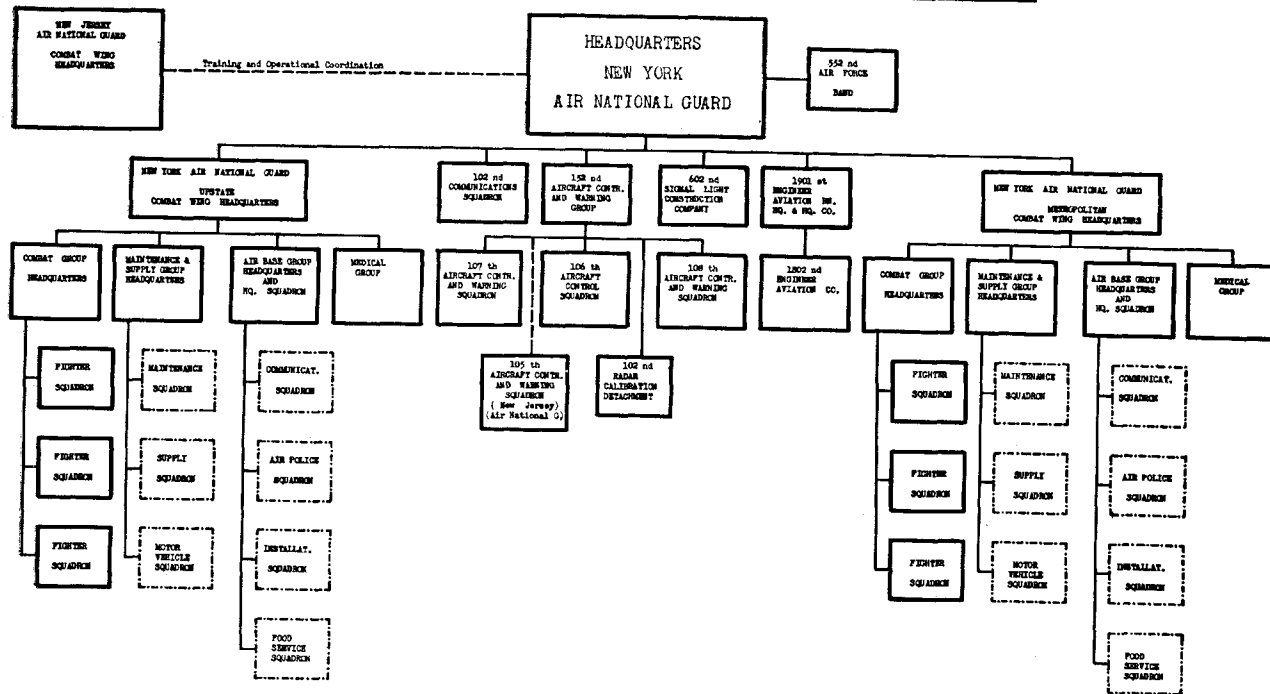 NEW JERSEY
AIR NATIONAL GUARD
COMBAT WING
HEADQUARTERS
Training and Operational Coordination
HEADQUARTERS
NEW YORK
AIR NATIONAL GUARD
552 nd
AIR FORCE
BAND
NEW YORK AIR NATIONAL GUARD
UPSTATE
COMBAT WING HEADQUARTERS
102 nd
COMMUNICATIONS
SQUADRON
152 nd
AIRCRAFT CONTR.
AND WARNING
GROUP
602 nd
SIGNAL LIGHT
CONSTRUCTION
COMPANY
1901 st
ENGINEER
AVIATION BN.
HQ. & HQ. CO.
NEW YORK AIR NATIONAL GUARD
METROPOLITAN
COMBAT WING HEADQUARTERS
COMBAT GROUP
HEADQUARTERS
MAINTENANCE &
SUPPLY GROUP
HEADQUARTERS
AIR BASE GROUP
HEADQUARTERS
AND
HQ. SQUADRON
MEDICAL
GROUP
107 th
AIRCRAFT CONTR.
AND WARNING
SQUADRON
106 th
AIRCRAFT
CONTROL
SQUADRON
108 th
AIRCRAFT CONTR.
AND WARNING
SQUADRON
1802 nd
ENGINEER
AVIATION CO.
COMBAT GROUP
HEADQUARTERS
MAINTENANCE &
SUPPLY GROUP
HEADQUARTERS
AIR BASE GROUP
HEADQUARTERS
AND
HQ. SQUADRON
MEDICAL
GROUP
FIGHTER
SQUADRON
MAINTENANCE
SQUADRON
COMMUNICAT.
SQUADRON
105 th
AIRCRAFT CONTR.
AND WARNING
SQUADRON
( New Jersey)
(Air National G)
102 nd
RADAR
CALIBRATION
DETACHMENT
FIGHTER
SQUADRON
MAINTENANCE
SQUADRON
COMMUNICAT.
SQUADRON
FIGHTER
SQUADRON
SUPPLY
SQUADRON
AIR POLICE
SQUADRON
FIGHTER
SQUADRON
SUPPLY
SQUADRON
AIR POLICE
SQUADRON
FIGHTER
SQUADRON
MOTOR
VEHICLE
SQUADRON
INSTALLAT.
SQUADRON
FIGHTER
SQUADRON
MOTOR
VEHICLE
SQUADRON
INSTALLAT.
SQUADRON
FOOD
SERVICE
SQUADRON
FOOD
SERVICE
SQUADRON